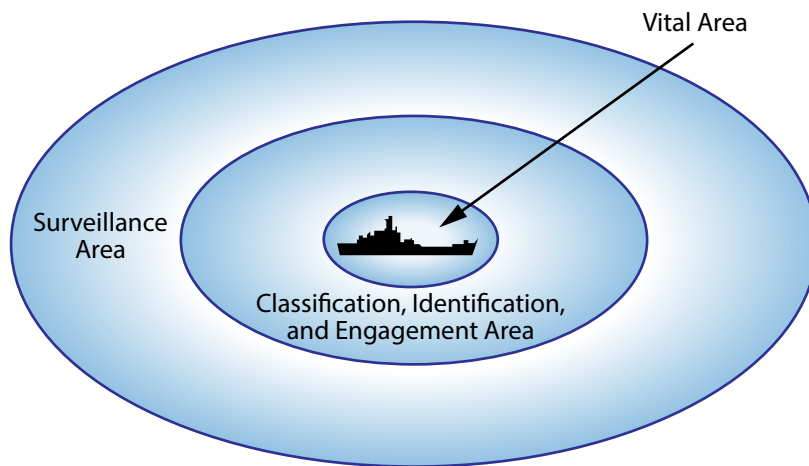 Vital Area
Surveillance
Area
Classification, Identification,
and Engagement Area